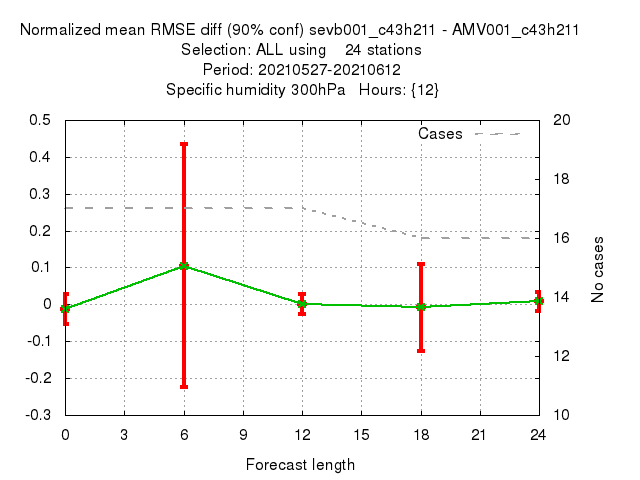 Normalized mean RMSE diff (90% conf) sevb001_c43h211 - AMV001_c43h211
Selection: ALL using    24 stations
Period: 20210527-20210612
Specific humidity 300hPa   Hours: {12}
Cases
0.5
0.4
0.3
0.2
0.1
0
-0.1
-0.2
-0.3
20
18
16
14
12
10
No cases
0 3 6 9 12 15 18 21 24
Forecast length